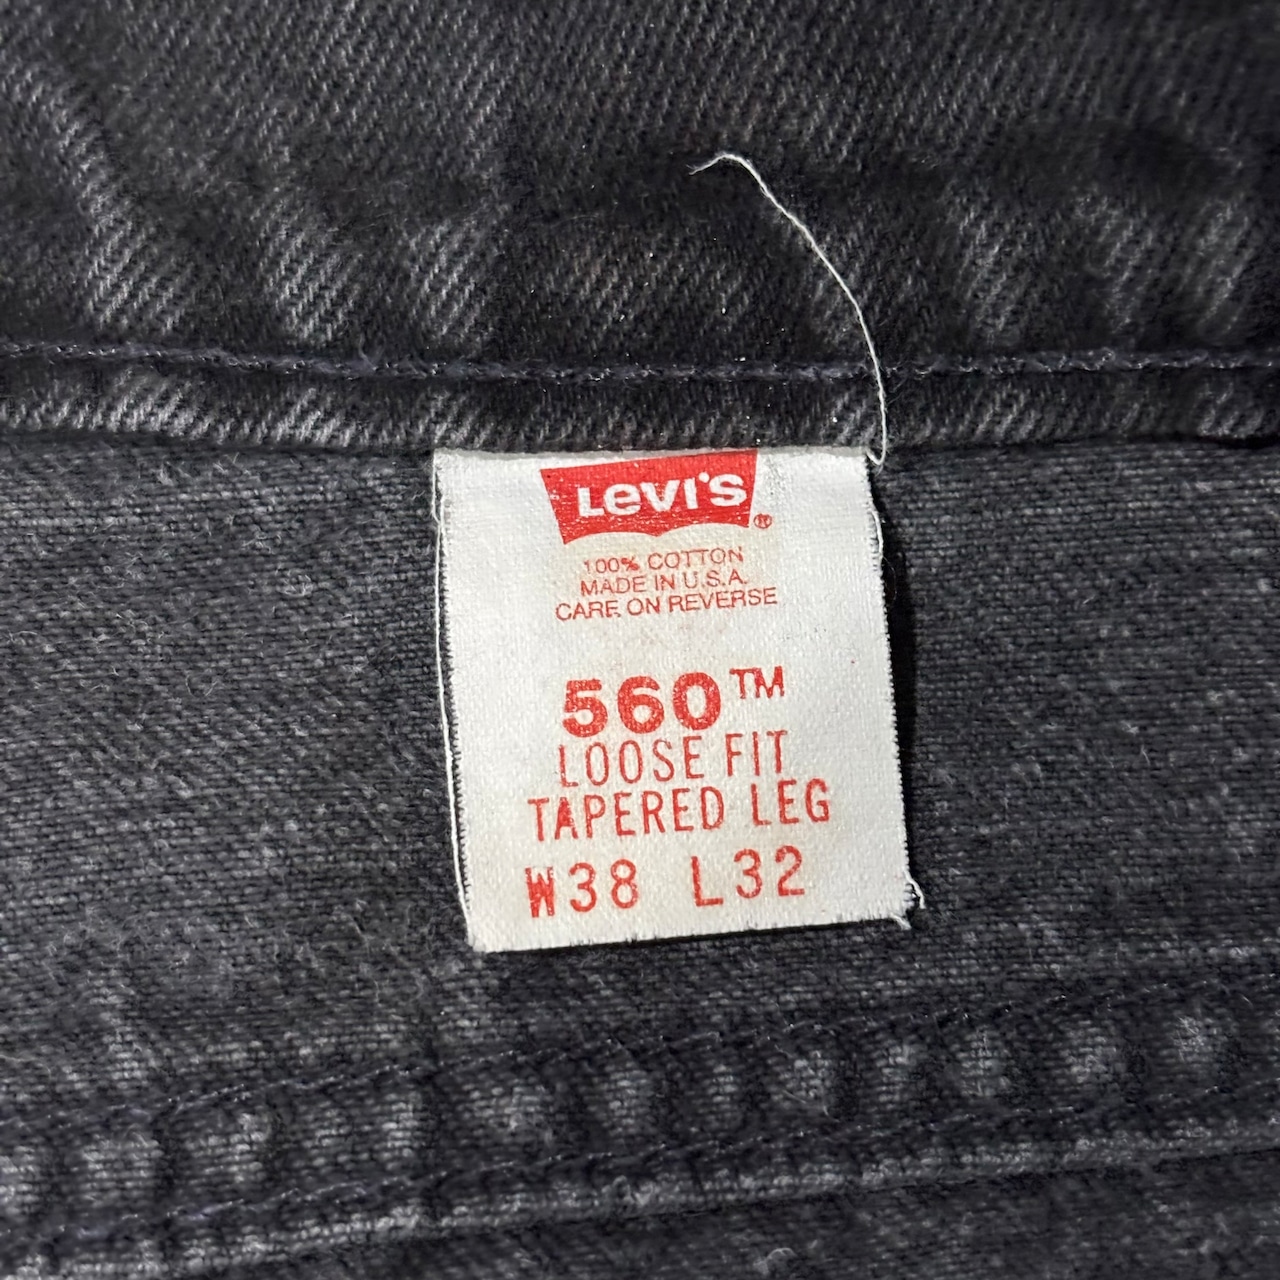 LEVI'S
®
100% COTTON
MADE IN U.S.A.
CARE ON REVERSE
560™
LOOSE FIT
TAPERED LEG
W38 L32